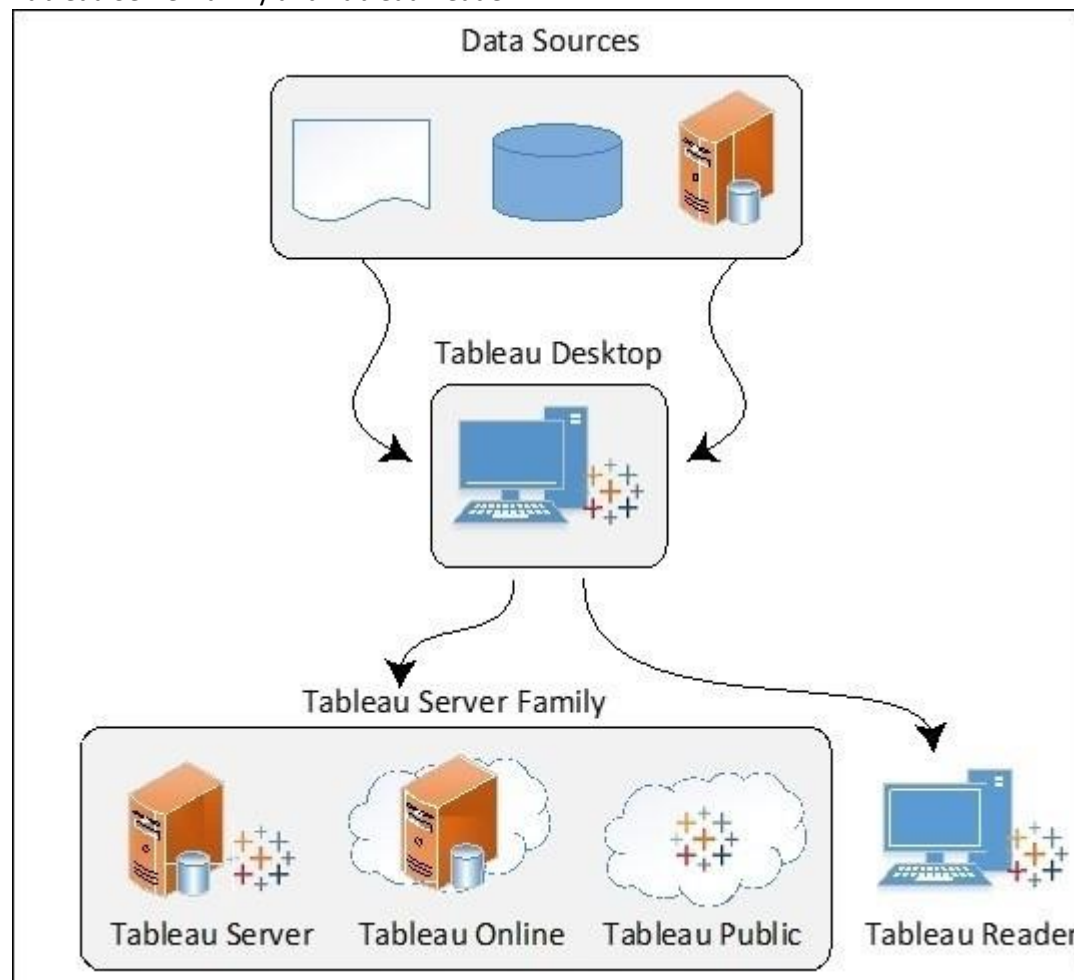 Data Sources
Tableau Desktop
Tableau Server Family
Tableau Server Tableau Online Tableau Public Tableau Reader